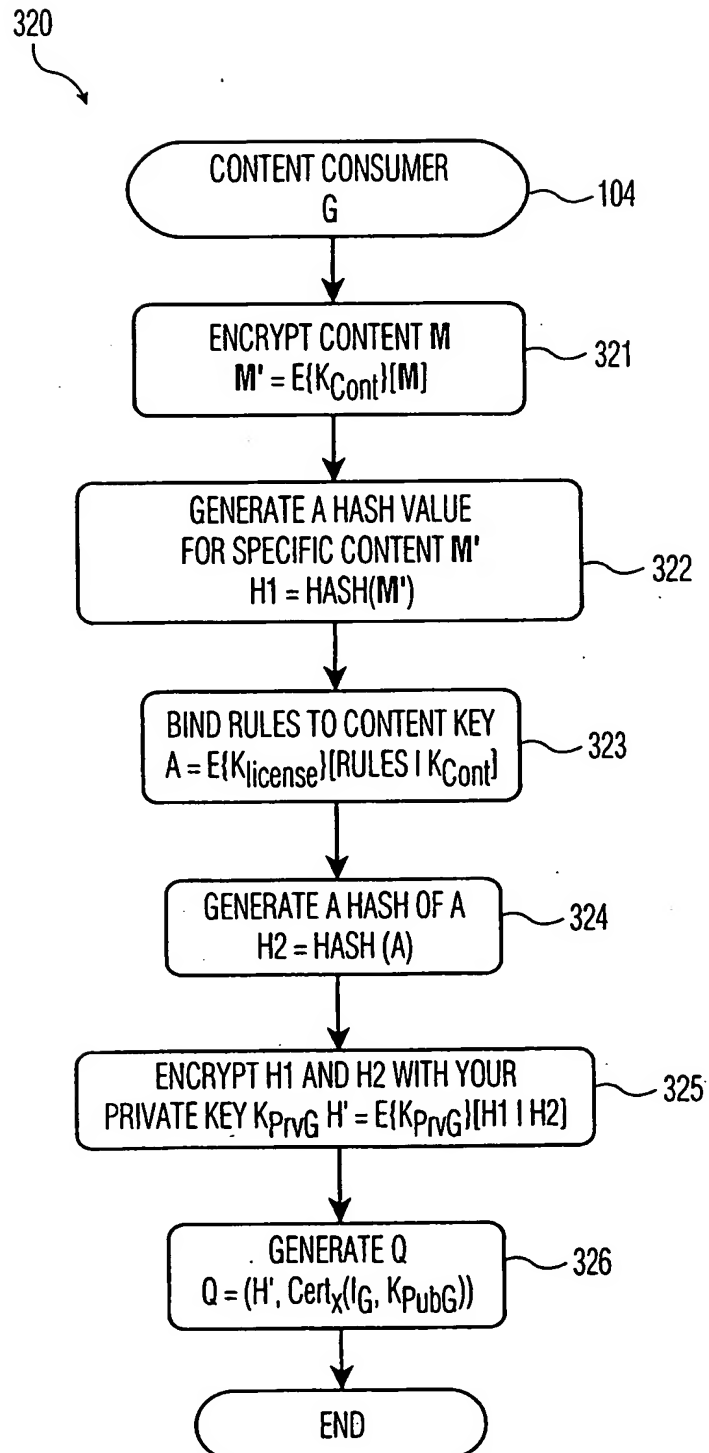 320
CONTENT CONSUMER
G
104
ENCRYPT CONTENT M
M' = E{KCont}[M]
321
GENERATE A HASH VALUE
FOR SPECIFIC CONTENT M'
H1 = HASH(M')
322
BIND RULES TO CONTENT KEY
A = E{Klicense}[RULES | KCont]
323
GENERATE A HASH OF A
H2 = HASH (A)
324
ENCRYPT H1 AND H2 WITH YOUR
PRIVATE KEY KPrvG H' = E{KPrvG}[H1 | H2]
325
GENERATE Q
Q = (H', Certx(IG, KPubG))
326
END